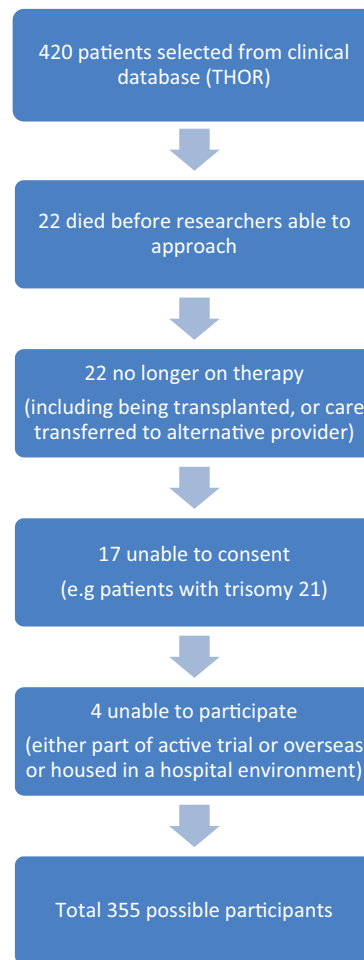 420 patients selected from clinical
database (THOR)
22 died before researchers able to
approach
22 no longer on therapy
(including being transplanted, or care
transferred to alternative provider)
17 unable to consent
(e.g patients with trisomy 21)
4 unable to participate
(either part of active trial or overseas
or housed in a hospital environment)
Total 355 possible participants